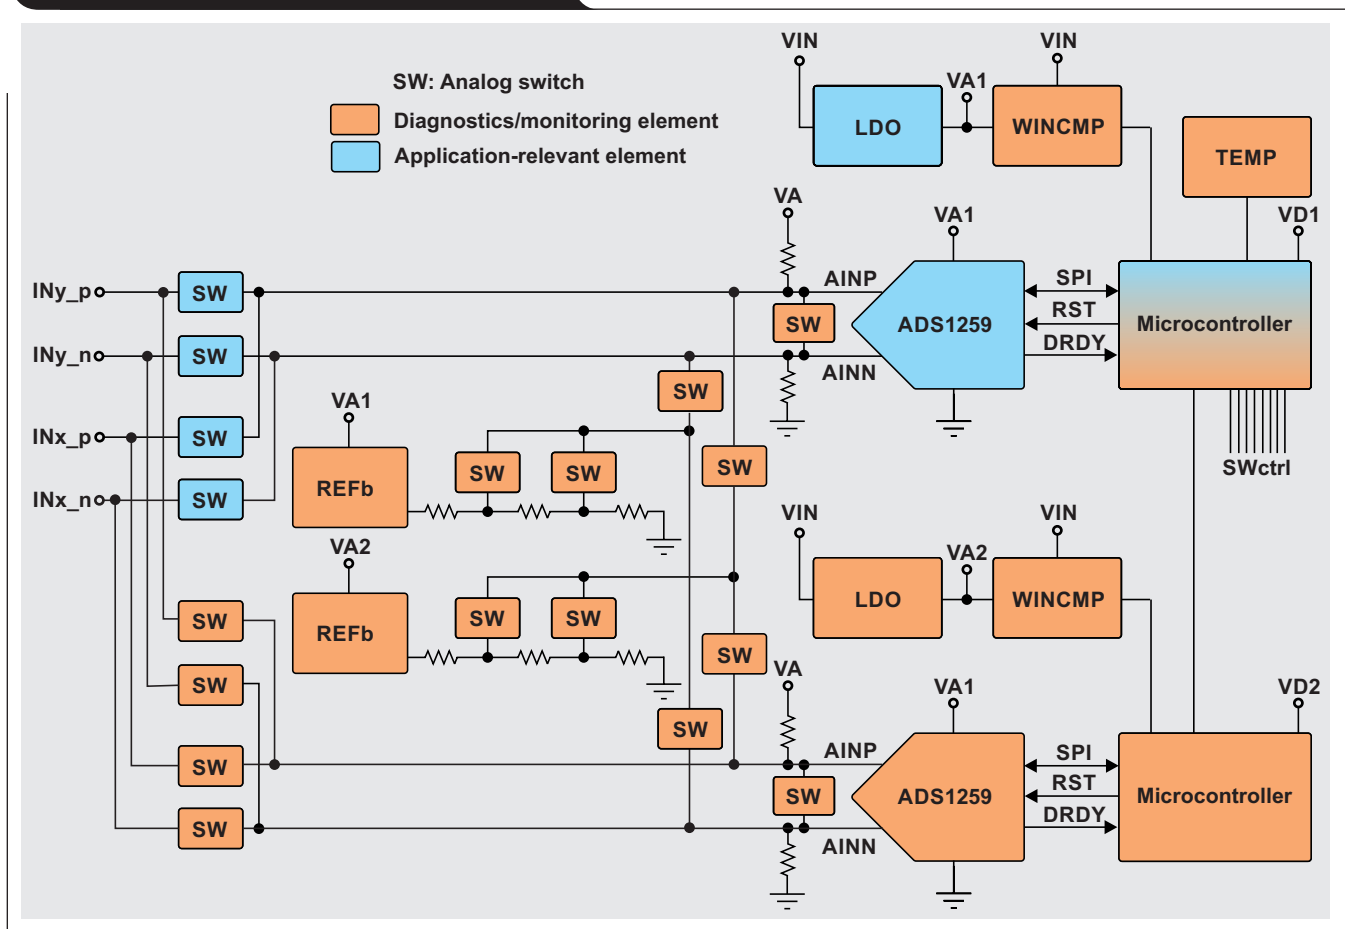 SW: Analog switch
Diagnostics/monitoring element
Application-relevant element
VIN
VIN
VA1
LDO
WINCMP
TEMP
VA
VA1
VD1
INy_p
SW
AINP
SPI
SW
ADS1259
RST
Microcontroller
INy_n
SW
DRDY
AINN
SW
VA1
INx_p
SW
SW
SW
SW
SWctrl
REFb
INx_n
SW
VIN
VIN
VA2
VA2
LDO
WINCMP
SW
SW
SW
REFb
SW
VA
VA1
VD2
SW
SW
AINP
SPI
SW
SW
ADS1259
RST
Microcontroller
DRDY
SW
AINN